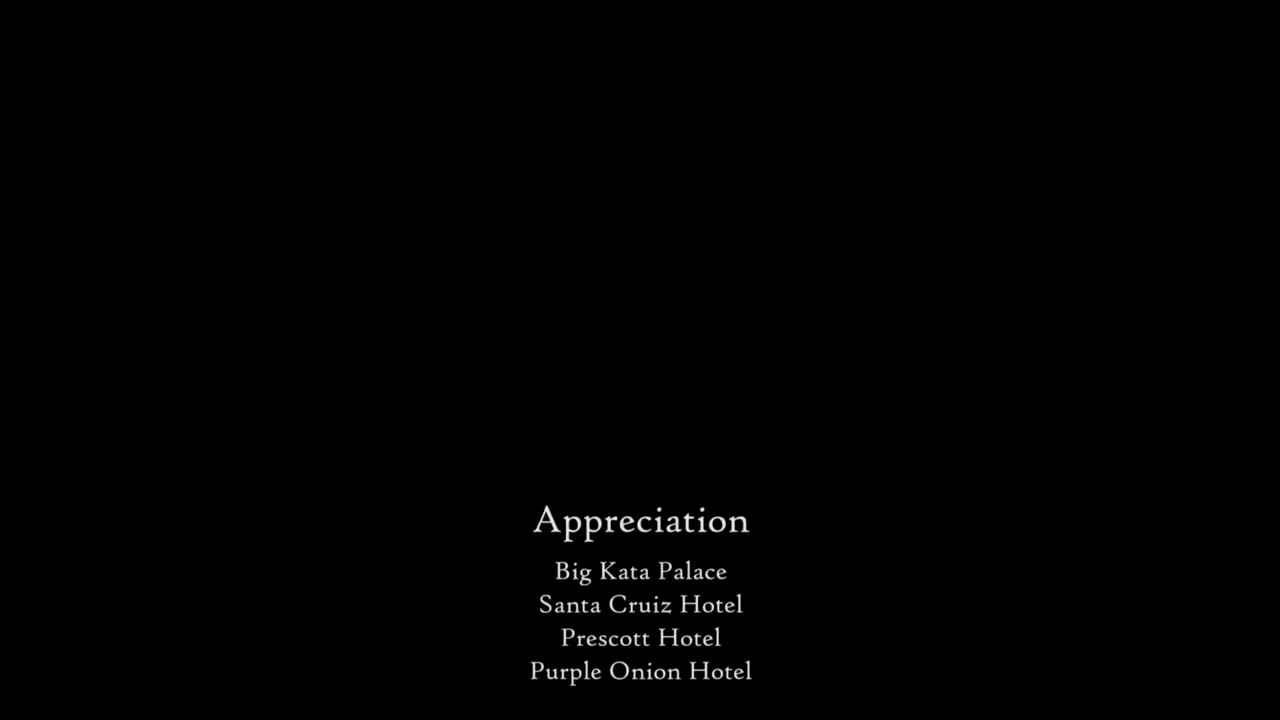 Appreciation
Big Kata Palace
Santa Cruiz Hotel
Prescott Hotel
Purple Onion Hotel